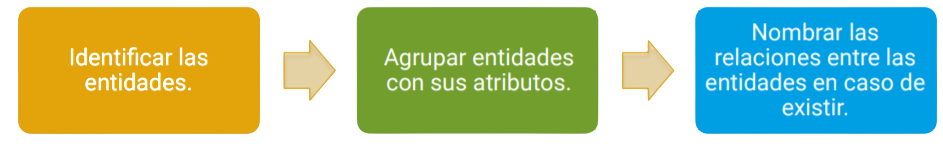 Identificar las
entidades.
Agrupar entidades
con sus atributos.
Nombrar las
relaciones entre las
entidades en caso de
existir.